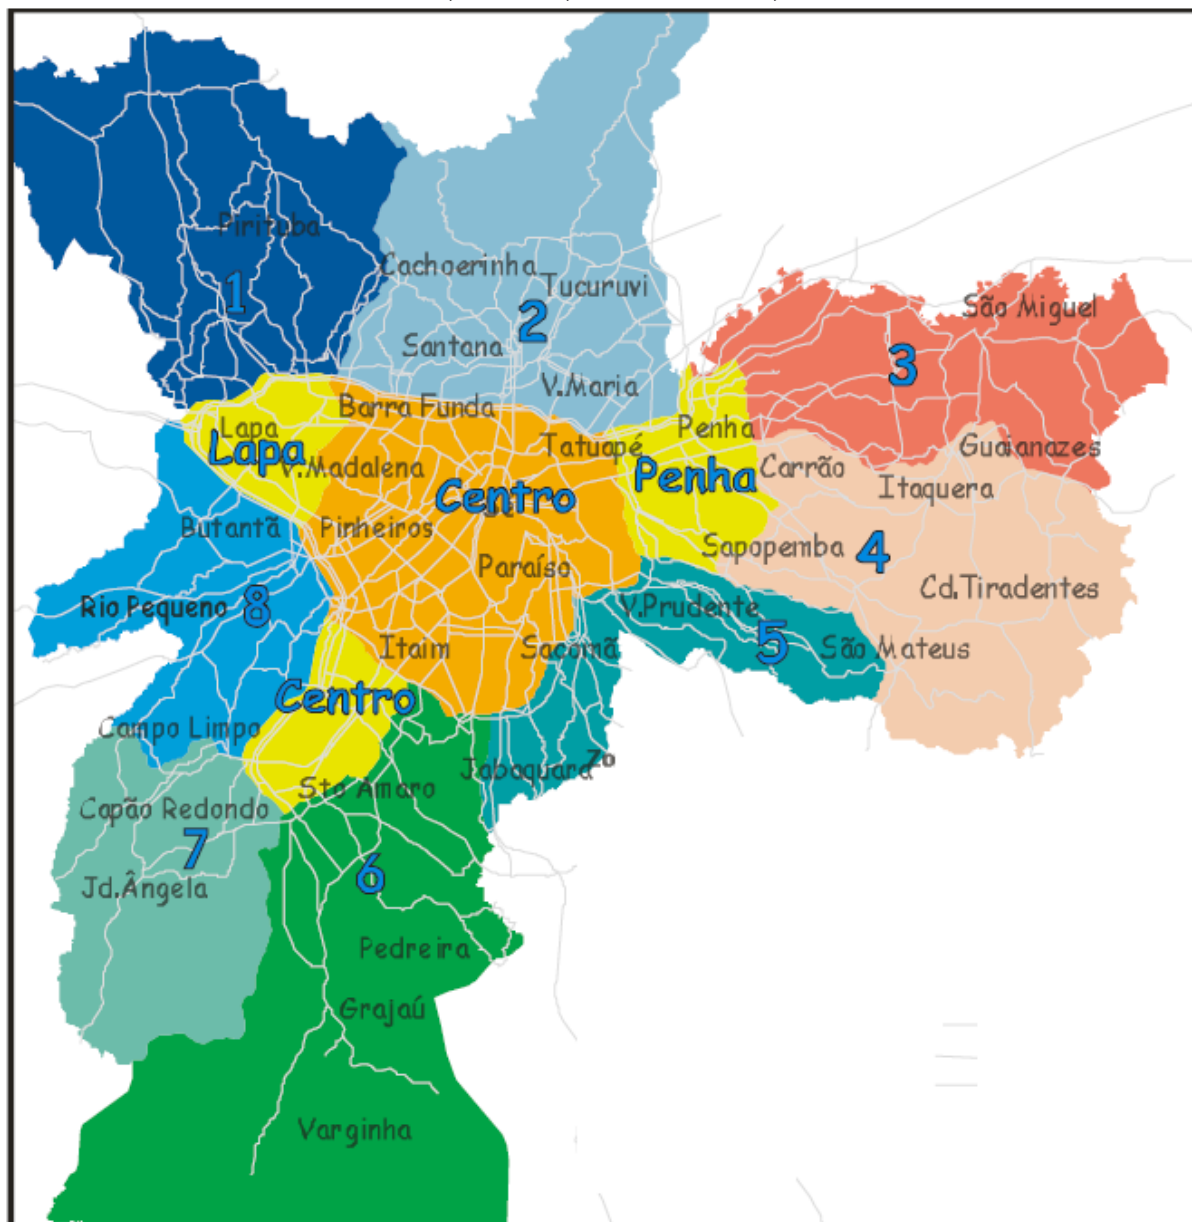 Pirituba
1
Cachoerinha
Tucuruvi
2
Santana
V.Maria
São Miguel
3
Barra Funda
Lapa
Lapa
V.Madalena
Tatuapé
Penha
Penha
Carrão
Guaianazes
Itaquera
Centro
Butantã
Pinheiros
Paraíso
Sapopemba
4
Cd.Tiradentes
Rio Pequeno
8
V.Prudente
5
São Mateus
Itaim
Sacomã
Centro
Campo Limpo
Jabaquara
Sto Amaro
Capão Redondo
7
6
Jd.Ângela
Pedreira
Grajaú
Varginha